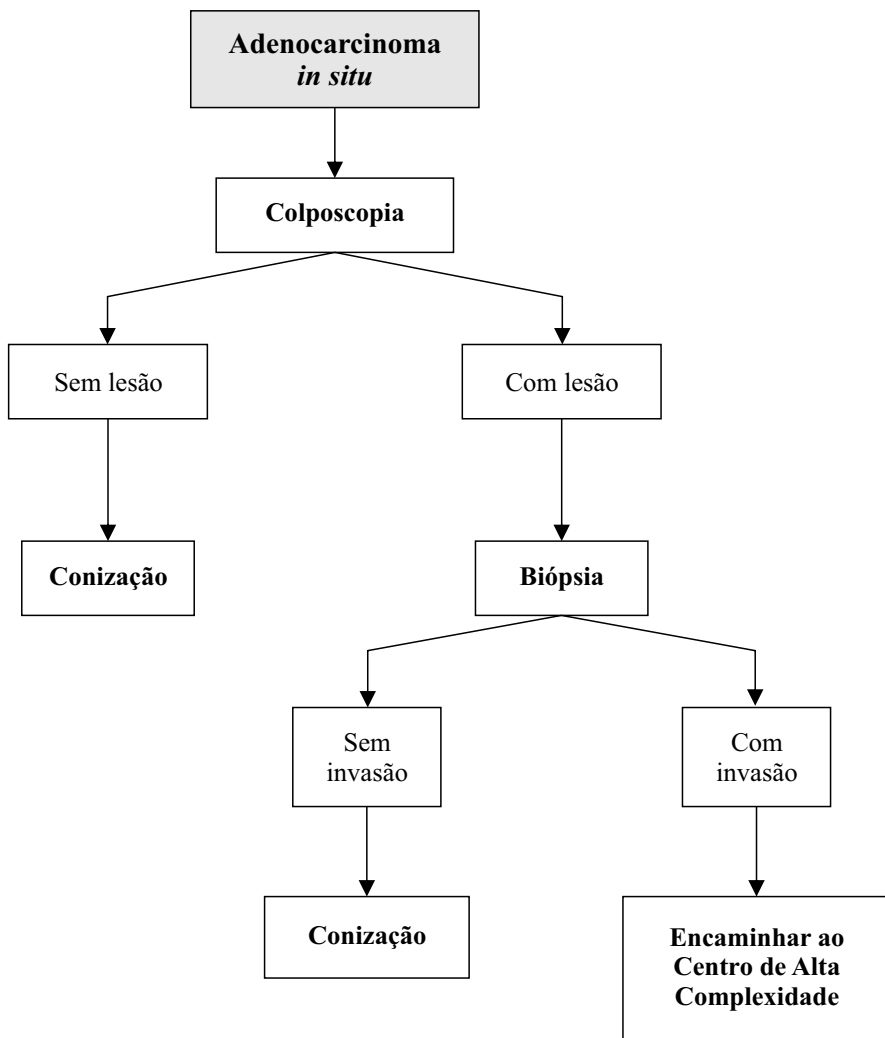 Adenocarcinoma
in situ
Colposcopia
Sem lesão
Com lesão
Conização
Biópsia
Sem
invasão
Com
invasão
Conização
Encaminhar ao
Centro de Alta
Complexidade